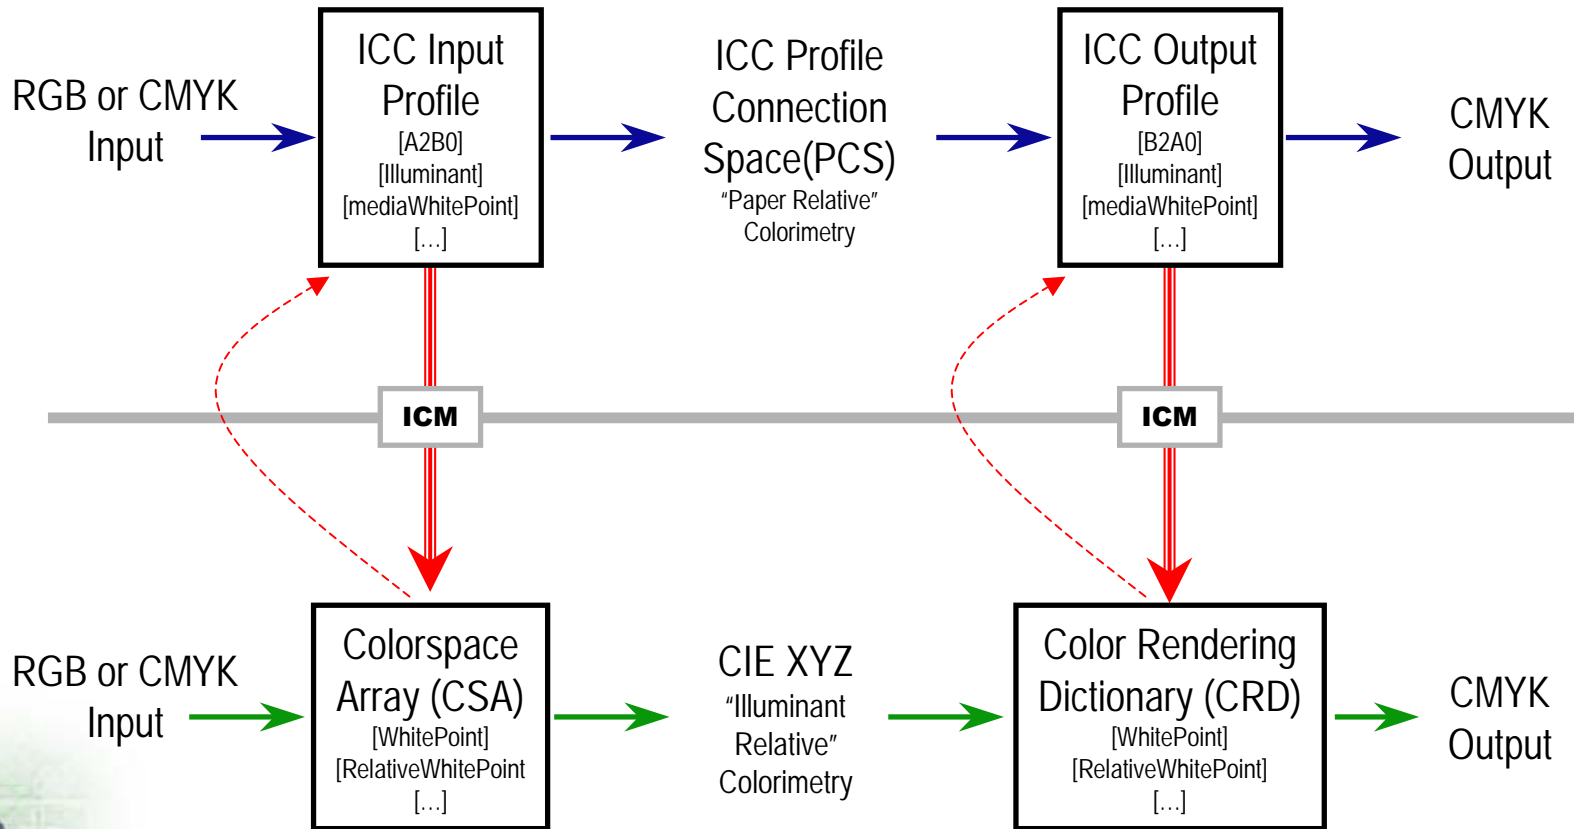 RGB or CMYK
Input
ICC Input
Profile
[A2B0]
[Illuminant]
[mediaWhitePoint]
[...]
ICC Profile
Connection
Space(PCS)
“Paper Relative”
Colorimetry
ICC Output
Profile
[B2A0]
[Illuminant]
[mediaWhitePoint]
[...]
CMYK
Output
ICM
ICM
RGB or CMYK
Input
Colorspace
Array (CSA)
[WhitePoint]
[RelativeWhitePoint
[...]
CIE XYZ
“Illuminant
Relative”
Colorimetry
Color Rendering
Dictionary (CRD)
[WhitePoint]
[RelativeWhitePoint]
[...]
CMYK
Output